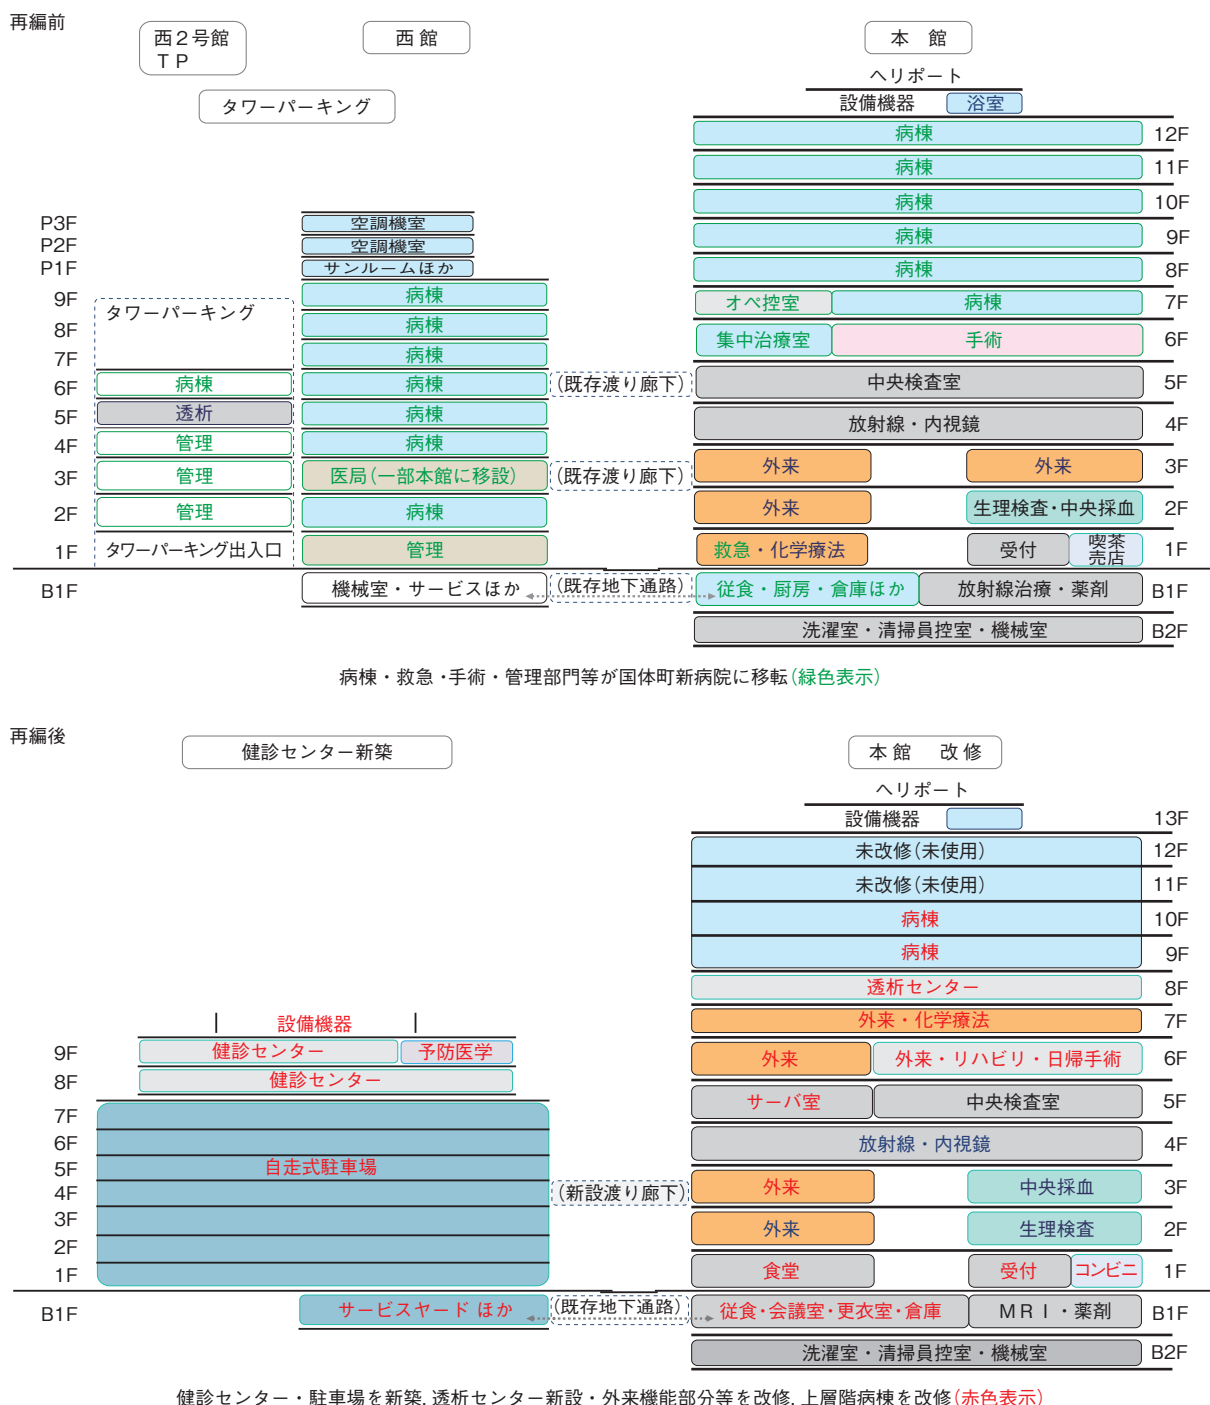 再編前
西2号館
TP
西館
本 館
タワーパーキング
ヘリポート
設備機器 浴室
病棟 12F
病棟 11F
病棟 10F
P3F 空調機室
P2F 空調機室 病棟 9F
P1F サンルームほか 病棟 8F
9F 病棟 オペ控室 病棟 7F
タワーパーキング
8F 病棟 集中治療室 手術 6F
7F 病棟
6F 病棟 病棟 (既存渡り廊下) 中央検査室 5F
5F 透析 病棟 放射線・内視鏡 4F
4F 管理 病棟
3F 管理 医局(一部本館に移設) (既存渡り廊下) 外来 外来 3F
2F 管理 病棟 外来 生理検査・中央採血 2F
1F タワーパーキング出入口 管理 救急・化学療法 受付 喫茶
売店 1F
B1F 機械室・サービスほか (既存地下通路) 従食・厨房・倉庫ほか 放射線治療・薬剤 B1F
洗濯室・清掃員控室・機械室 B2F
病棟・救急・手術・管理部門等が国体町新病院に移転(緑色表示)
再編後
健診センター新築
本館 改修
ヘリポート
設備機器 13F
未改修(未使用) 12F
未改修(未使用) 11F
病棟 10F
病棟 9F
透析センター 8F
設備機器 外来・化学療法 7F
9F 健診センター 予防医学 外来 外来・リハビリ・日帰手術 6F
8F 健診センター
7F サーバ室 中央検査室 5F
6F 放射線・内視鏡 4F
5F 自走式駐車場
4F (新設渡り廊下) 外来 中央採血 3F
3F 外来 生理検査 2F
2F
1F 食堂 受付 コンビニ 1F
B1F サービスヤード ほか (既存地下通路) 従食・会議室・更衣室・倉庫 MRI・薬剤 B1F
洗濯室・清掃員控室・機械室 B2F
健診センター・駐車場を新築, 透析センター新設・外来機能部分等を改修, 上層階病棟を改修(赤色表示)